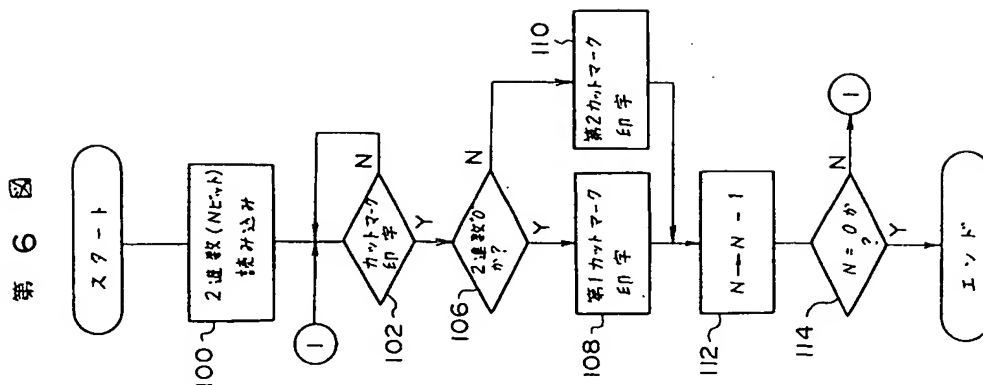 第 6 図
スタート
100
2進数(Nビット)
読み込み
1
102
カットマーク
印字
N
Y
106
2進数"0
か?
N
Y
110
第2カットマーク
印字
108
第1カットマーク
印字
112
N→N-1
114
N=0か
?
N
1
Y
エンド